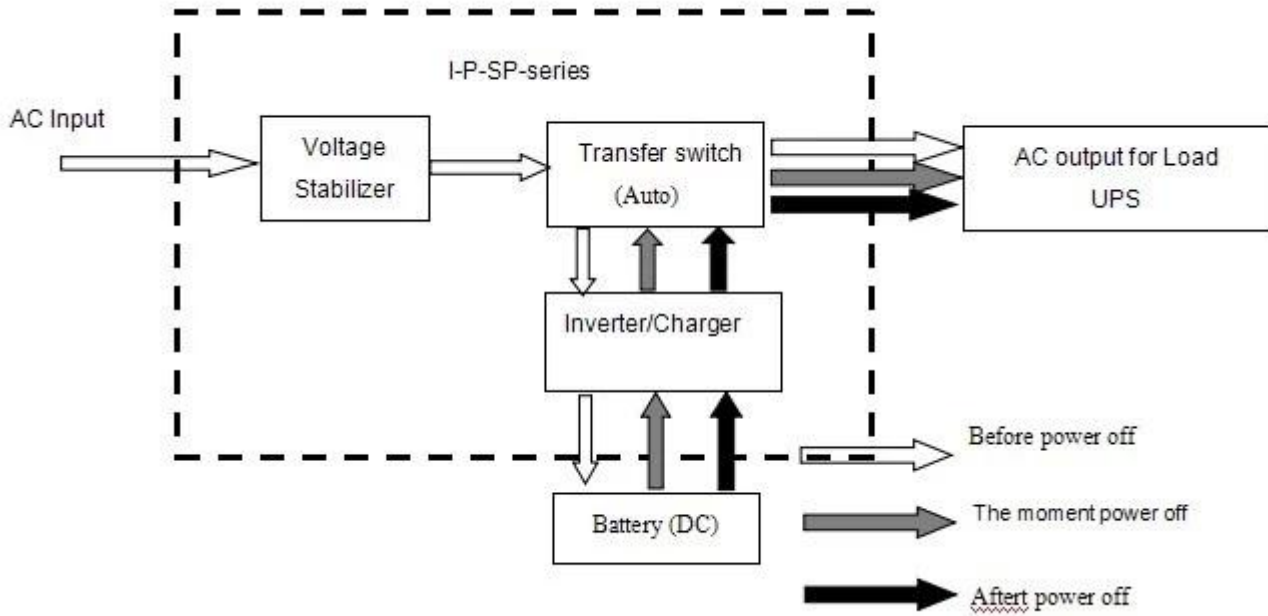 I-P-SP-series
AC Input
Voltage
Stabilizer
Transfer switch
(Auto)
AC output for Load
UPS
Inverter/Charger
Battery (DC)
Before power off
The moment power off
Aftert power off